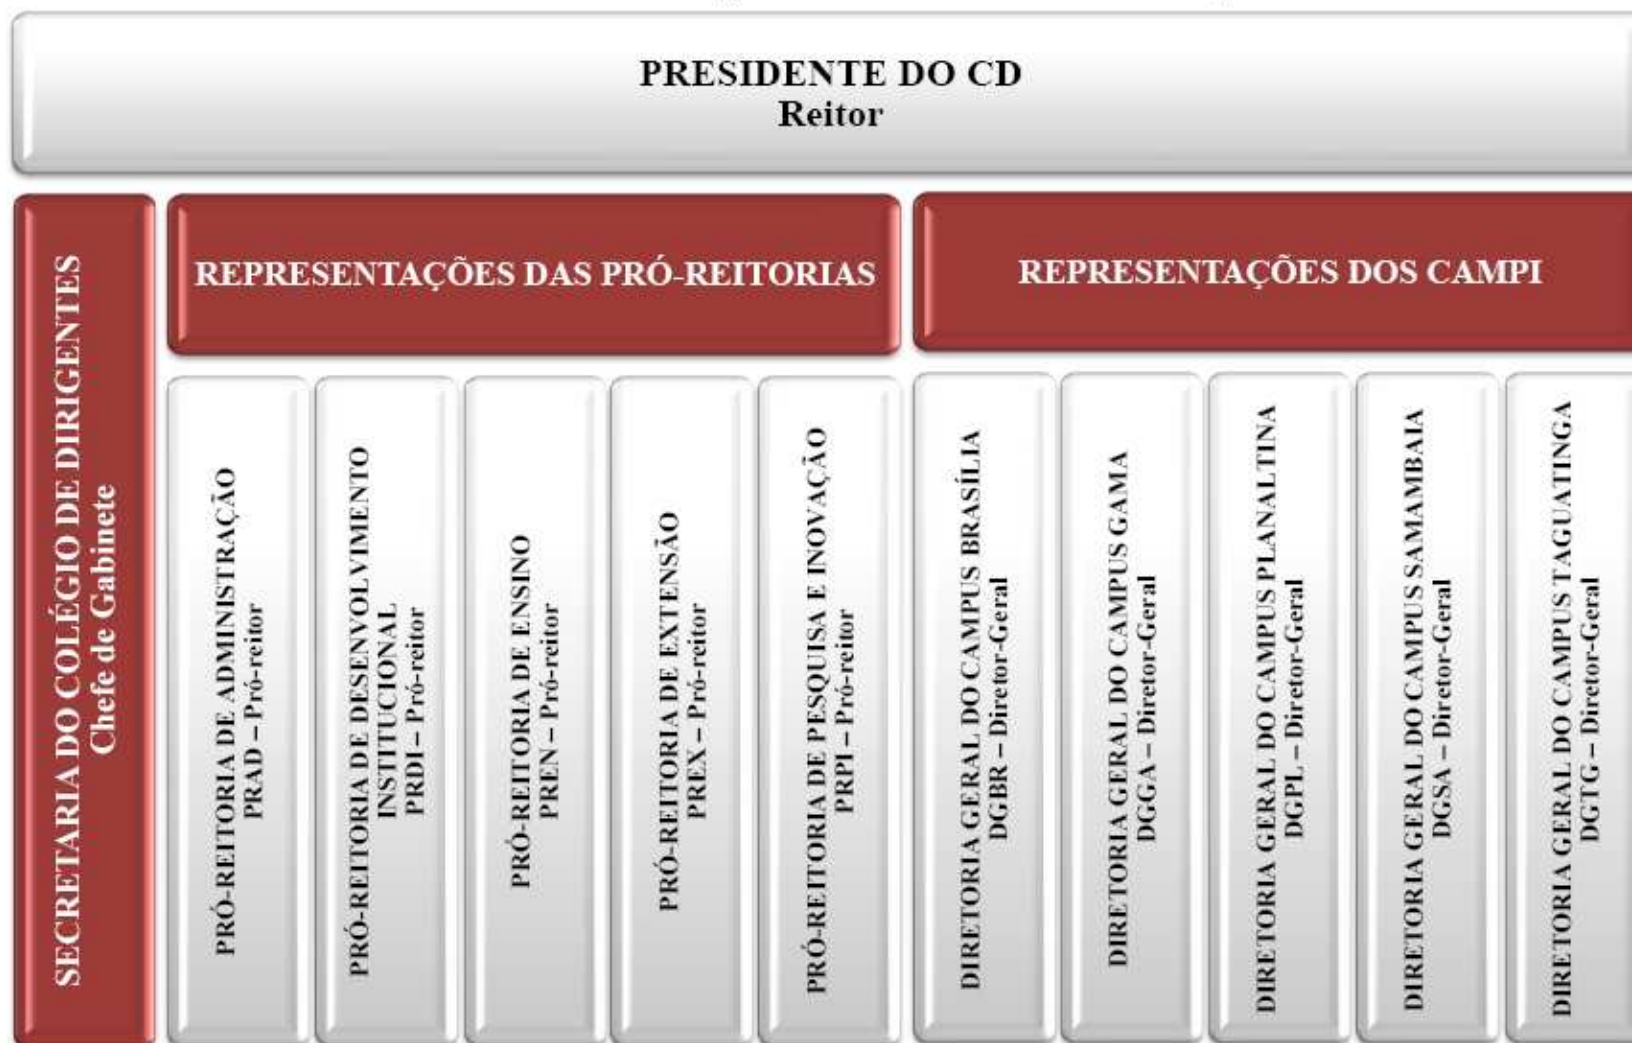 PRESIDENTE DO CD
Reitor
SECRETARIA DO COLÉGIO DE DIRIGENTES
Chefe de Gabinete
REPRESENTAÇÕES DAS PRÓ-REITORIAS
REPRESENTAÇÕES DOS CAMPI
PRÓ-REITORIA DE ADMINISTRAÇÃO
PRAD – Pró-reitor
PRÓ-REITORIA DE DESENVOLVIMENTO
INSTITUCIONAL
PRDI – Pró-reitor
PRÓ-REITORIA DE ENSINO
PREN – Pró-reitor
PRÓ-REITORIA DE EXTENSÃO
PREX – Pró-reitor
PRÓ-REITORIA DE PESQUISA E INOVAÇÃO
PRPI – Pró-reitor
DIRETORIA GERAL DO CAMPUS BRASÍLIA
DGBR – Diretor-Geral
DIRETORIA GERAL DO CAMPUS GAMA
DGGA – Diretor-Geral
DIRETORIA GERAL DO CAMPUS PLANALTINA
DGPL – Diretor-Geral
DIRETORIA GERAL DO CAMPUS SAMAMBAIA
DGSA – Diretor-Geral
DIRETORIA GERAL DO CAMPUS TAGUATINGA
DGTG – Diretor-Geral